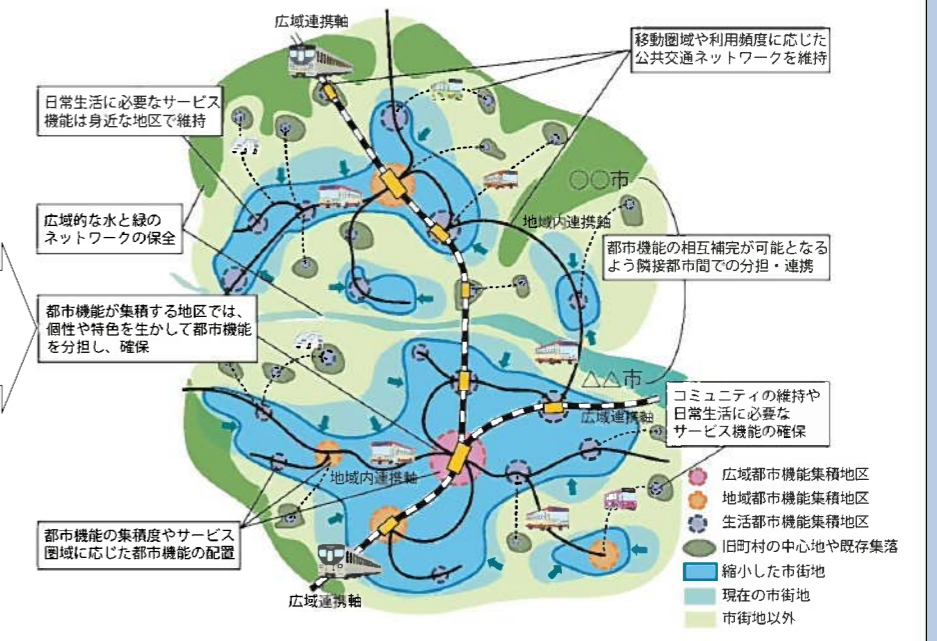 広域連携軸
移動圏域や利用頻度に応じた
公共交通ネットワークを維持
日常生活に必要なサービス
機能は身近な地区で維持
○○市
広域的な水と緑の
ネットワークの保全
地域内連携軸
都市機能の相互補完が可能となる
よう隣接都市間での分担・連携
都市機能が集積する地区では、
個性や特色を生かして都市機能
を分担し、確保
△△市
コミュニティの維持や
日常生活に必要な
サービス機能の確保
広域連携軸
地域内連携軸
都市機能の集積度やサービス
圏域に応じた都市機能の配置
広域連携軸
広域都市機能集積地区
地域都市機能集積地区
生活都市機能集積地区
旧町村の中心地や既存集落
縮小した市街地
現在の市街地
市街地以外